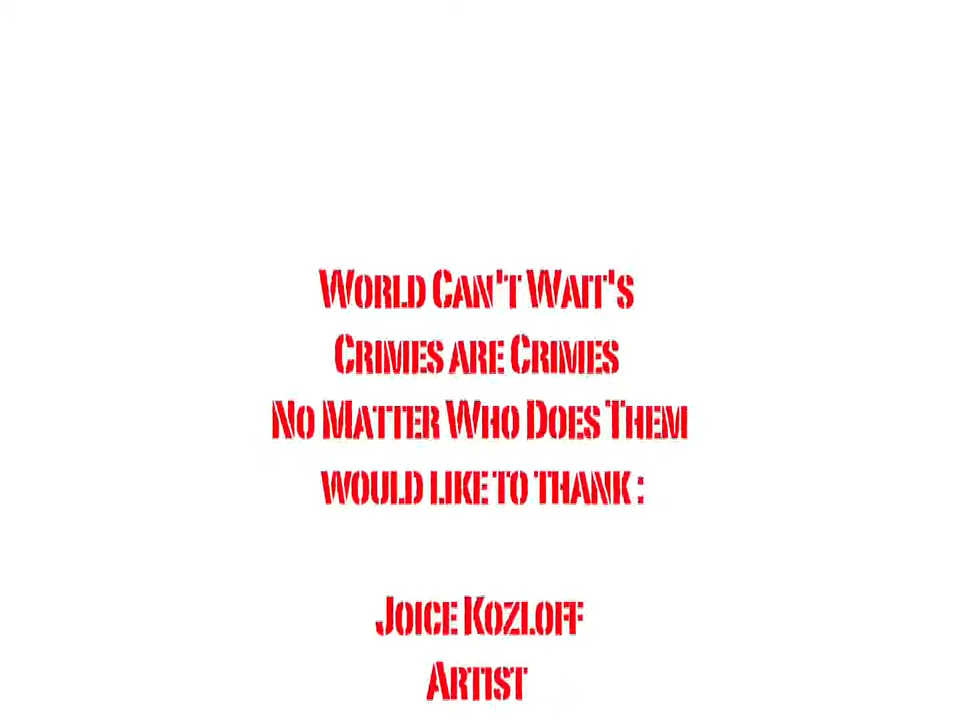 World Can't Wait's
Crimes are Crimes
No Matter Who Does Them
would like to thank :
Joice Kozloff
Artist